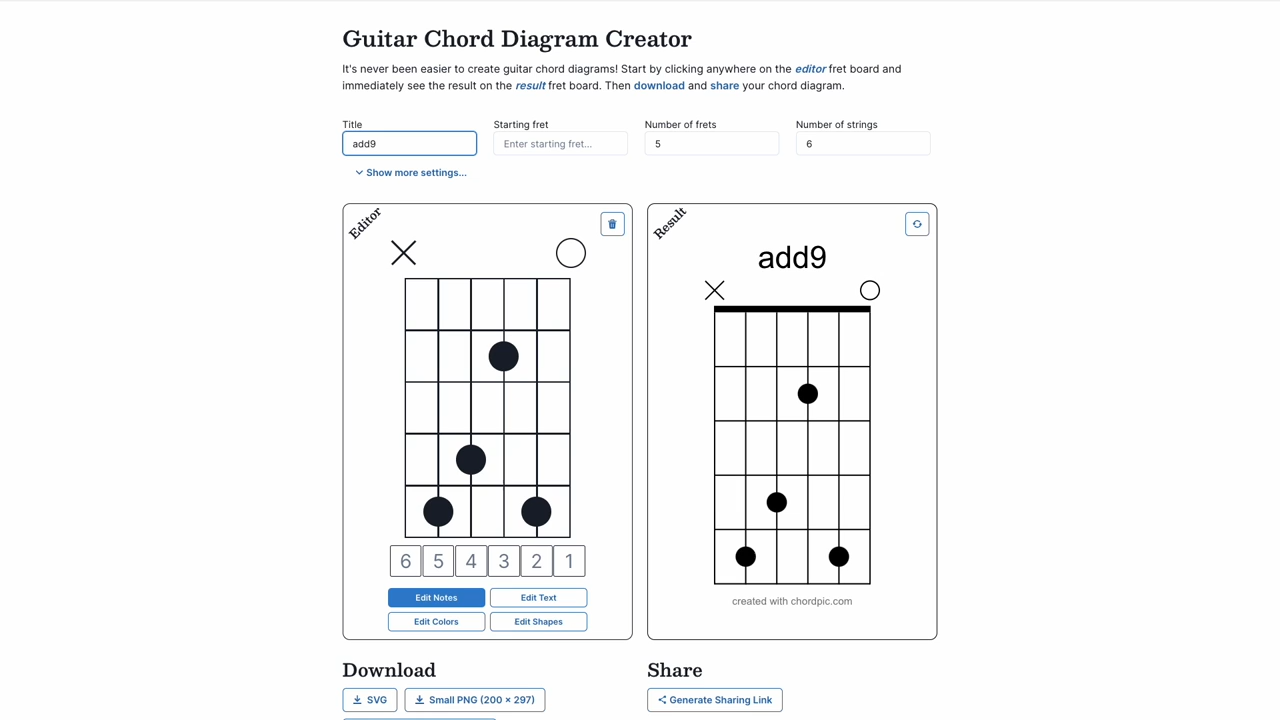 Guitar Chord Diagram Creator
It's never been easier to create guitar chord diagrams! Start by clicking anywhere on the editor fret board and
immediately see the result on the result fret board. Then download and share your chord diagram.
Title
Starting fret
Number of frets
Number of strings
add9
Enter starting fret...
5
6
Show more settings...
Editor
Result
add9
6 5 4 3 2 1
Edit Notes
Edit Text
Edit Colors
Edit Shapes
created with chordpic.com
Download
Share
SVG
Small PNG (200 × 297)
Generate Sharing Link